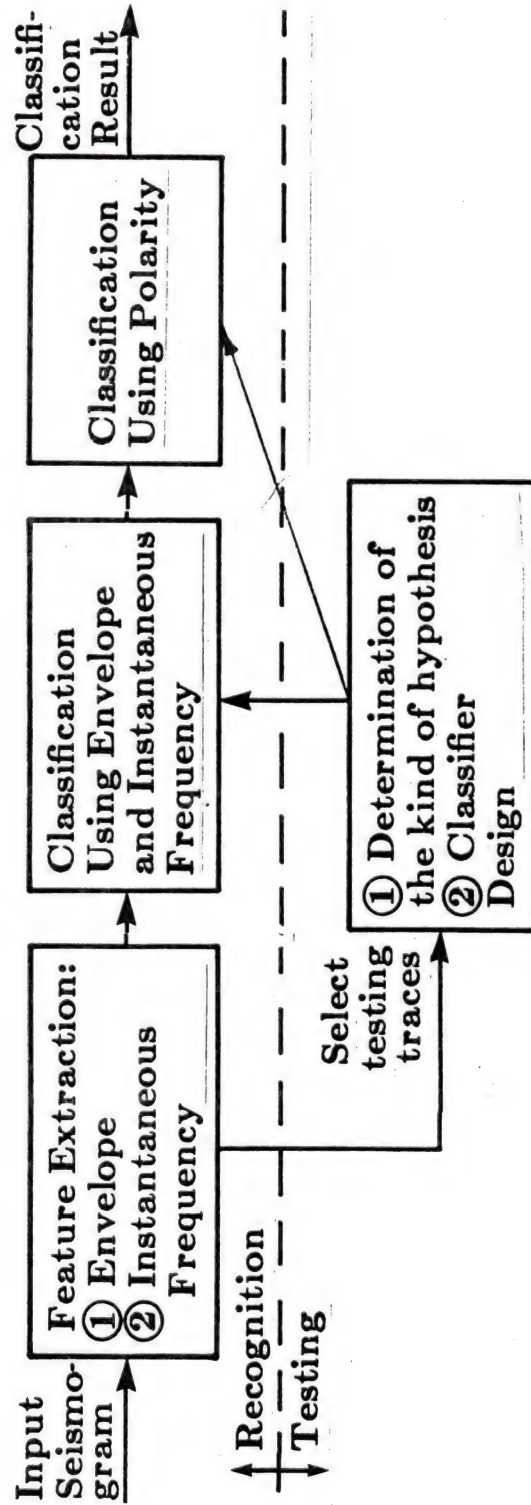 Input
Seismo-
gram
Feature Extraction:
① Envelope
② Instantaneous
Frequency
Classification
Using Envelope
and Instantaneous
Frequency
Classification
Using Polarity
Classifi-
cation
Result
Recognition
Testing
Select
testing
traces
① Determination of
the kind of hypothesis
② Classifier
Design